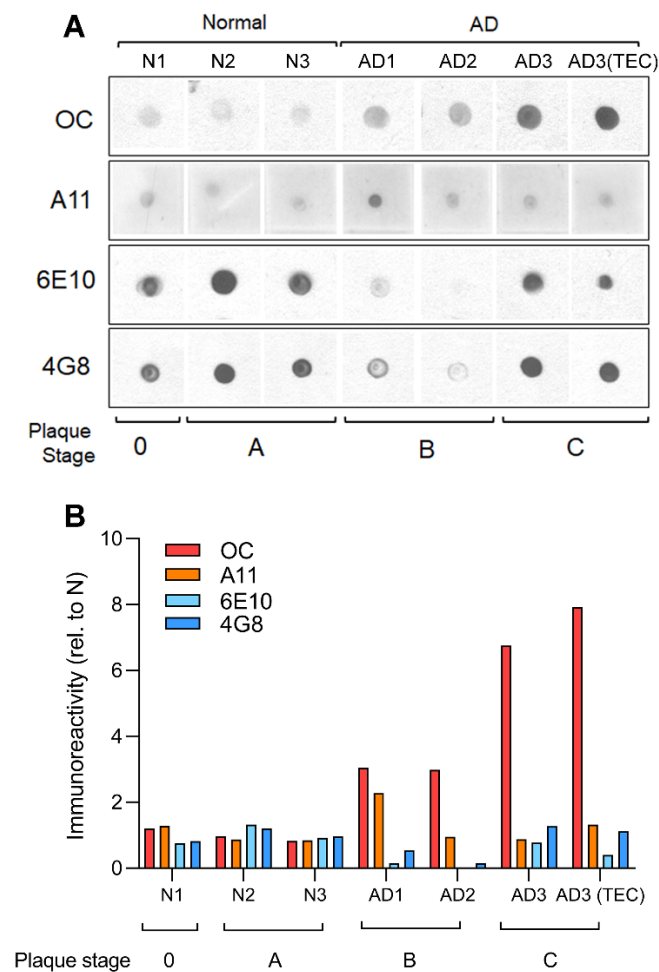 A
Normal AD
N1 N2 N3 AD1 AD2 AD3 AD3(TEC)
OC
A11
6E10
4G8
Plaque
Stage
0 A B C
B
10
8
6
4
2
0
Immunoreactivity (rel. to N)
OC
A11
6E10
4G8
N1 N2 N3 AD1 AD2 AD3 AD3 (TEC)
Plaque stage 0 A B C